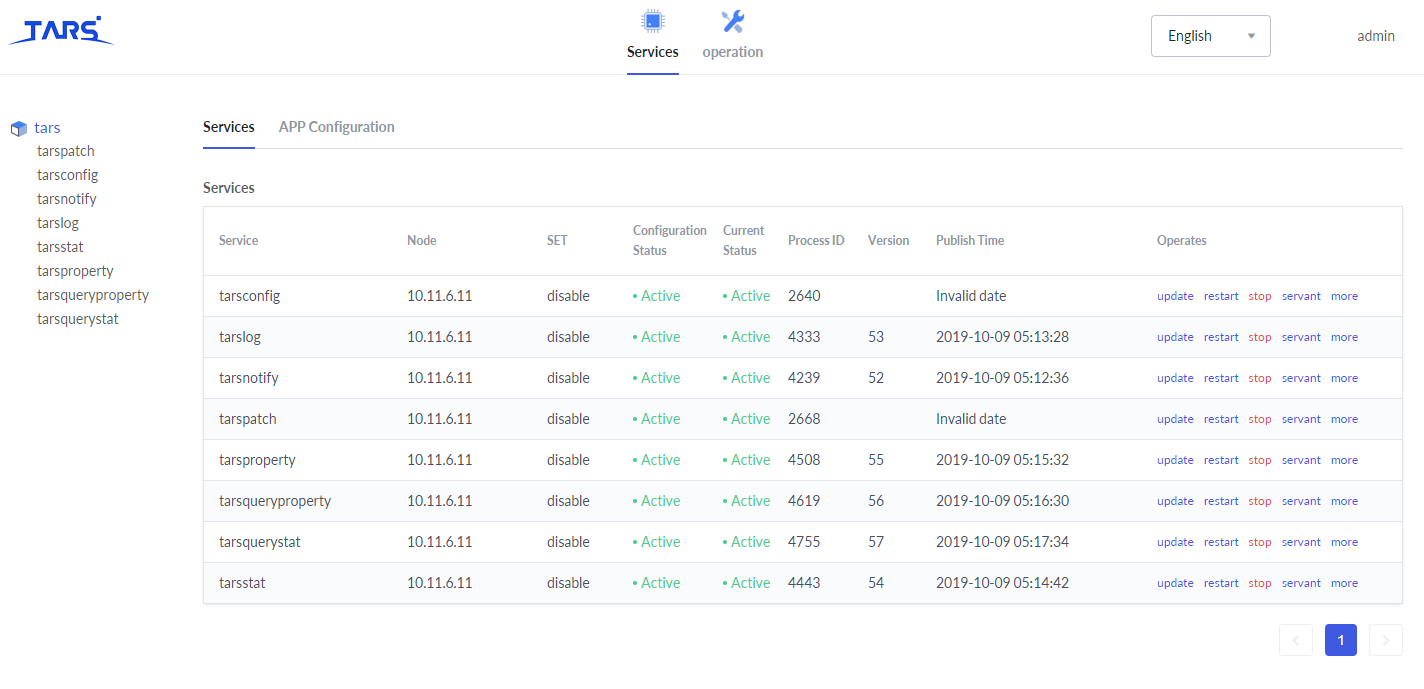 TARS
Services operation
English
admin
tars
tarspatch
tarsconfig
tarsnotify
tarslog
tarsstat
tarsproperty
tarsqueryproperty
tarsquerystat
Services APP Configuration
Services
Service Node SET Configuration Status Current Status Process ID Version Publish Time Operates
tarsconfig 10.11.6.11 disable Active Active 2640 Invalid date update restart stop servant more
tarslog 10.11.6.11 disable Active Active 4333 53 2019-10-09 05:13:28 update restart stop servant more
tarsnotify 10.11.6.11 disable Active Active 4239 52 2019-10-09 05:12:36 update restart stop servant more
tarspatch 10.11.6.11 disable Active Active 2668 Invalid date update restart stop servant more
tarsproperty 10.11.6.11 disable Active Active 4508 55 2019-10-09 05:15:32 update restart stop servant more
tarsqueryproperty 10.11.6.11 disable Active Active 4619 56 2019-10-09 05:16:30 update restart stop servant more
tarsquerystat 10.11.6.11 disable Active Active 4755 57 2019-10-09 05:17:34 update restart stop servant more
tarsstat 10.11.6.11 disable Active Active 4443 54 2019-10-09 05:14:42 update restart stop servant more
1